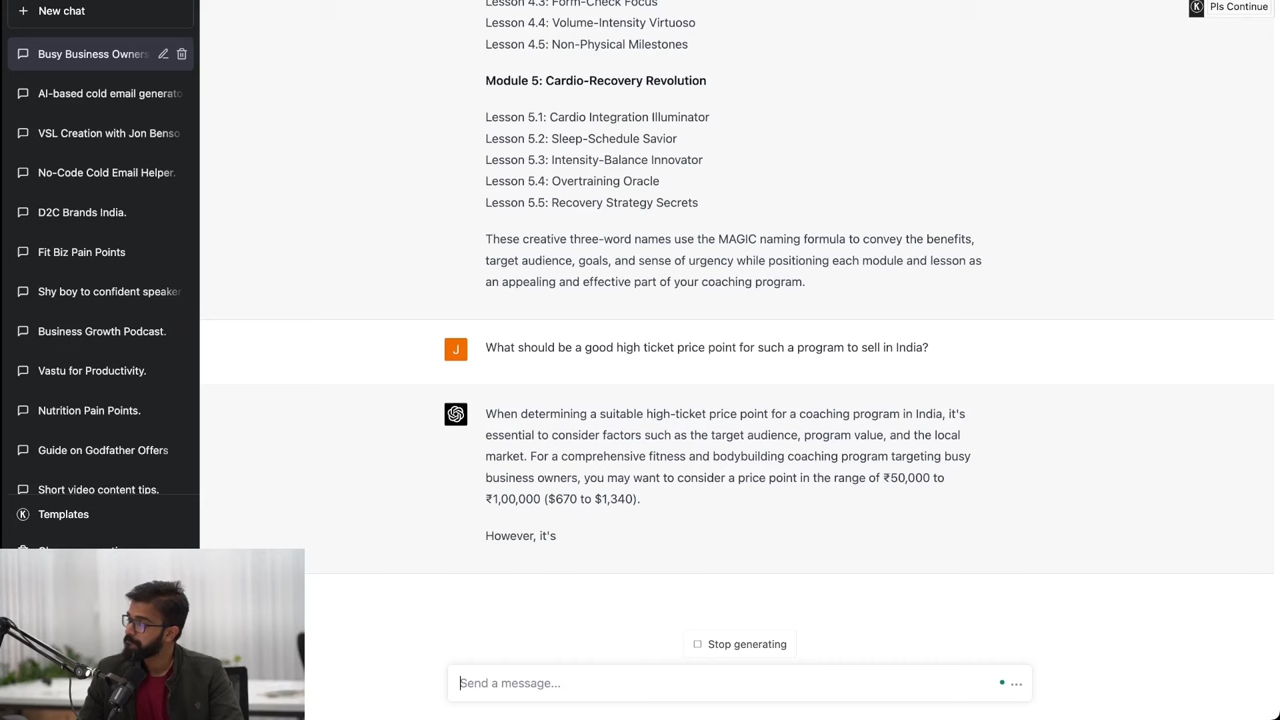 New chat
Busy Business Owners
AI-based cold email generato
VSL Creation with Jon Benso
No-Code Cold Email Helper.
D2C Brands India.
Fit Biz Pain Points
Shy boy to confident speaker
Business Growth Podcast.
Vastu for Productivity.
Nutrition Pain Points.
Guide on Godfather Offers
Short video content tips.
Templates
K Pls Continue
Lesson 4.3: Form-Check Focus
Lesson 4.4: Volume-Intensity Virtuoso
Lesson 4.5: Non-Physical Milestones
Module 5: Cardio-Recovery Revolution
Lesson 5.1: Cardio Integration Illuminator
Lesson 5.2: Sleep-Schedule Savior
Lesson 5.3: Intensity-Balance Innovator
Lesson 5.4: Overtraining Oracle
Lesson 5.5: Recovery Strategy Secrets
These creative three-word names use the MAGIC naming formula to convey the benefits,
target audience, goals, and sense of urgency while positioning each module and lesson as
an appealing and effective part of your coaching program.
J What should be a good high ticket price point for such a program to sell in India?
When determining a suitable high-ticket price point for a coaching program in India, it's
essential to consider factors such as the target audience, program value, and the local
market. For a comprehensive fitness and bodybuilding coaching program targeting busy
business owners, you may want to consider a price point in the range of ₹50,000 to
₹1,00,000 ($670 to $1,340).
However, it's
Stop generating
Send a message...